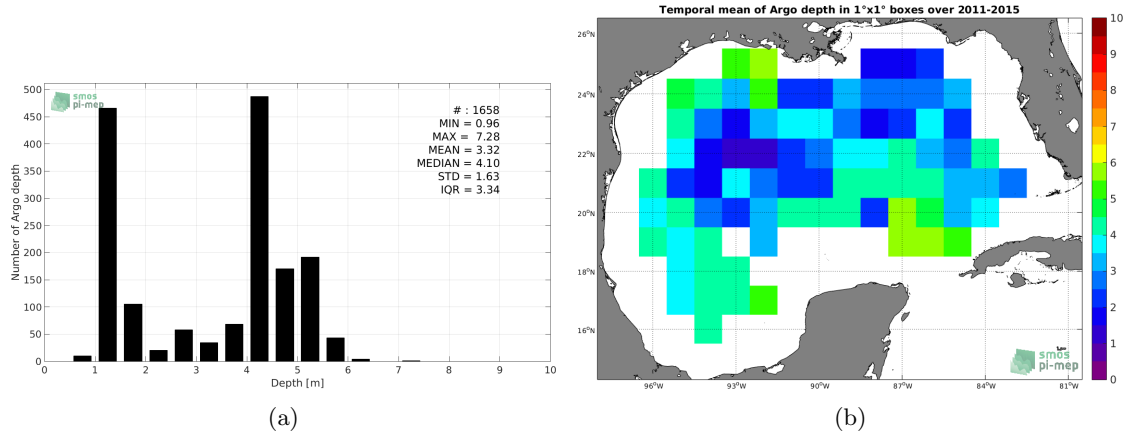 smos
pi-mep
# : 1658
MIN = 0.96
MAX = 7.28
MEAN = 3.32
MEDIAN = 4.10
STD = 1.63
IQR = 3.34
Number of Argo depth
500
450
400
350
300
250
200
150
100
50
0
0 1 2 3 4 5 6 7 8 9 10
Depth [m]
(a)
Temporal mean of Argo depth in 1°x1° boxes over 2011-2015
26°N
24°N
22°N
20°N
18°N
16°N
96°W 93°W 90°W 87°W 84°W 81°W
smos
pi-mep
10
9
8
7
6
5
4
3
2
1
0
(b)